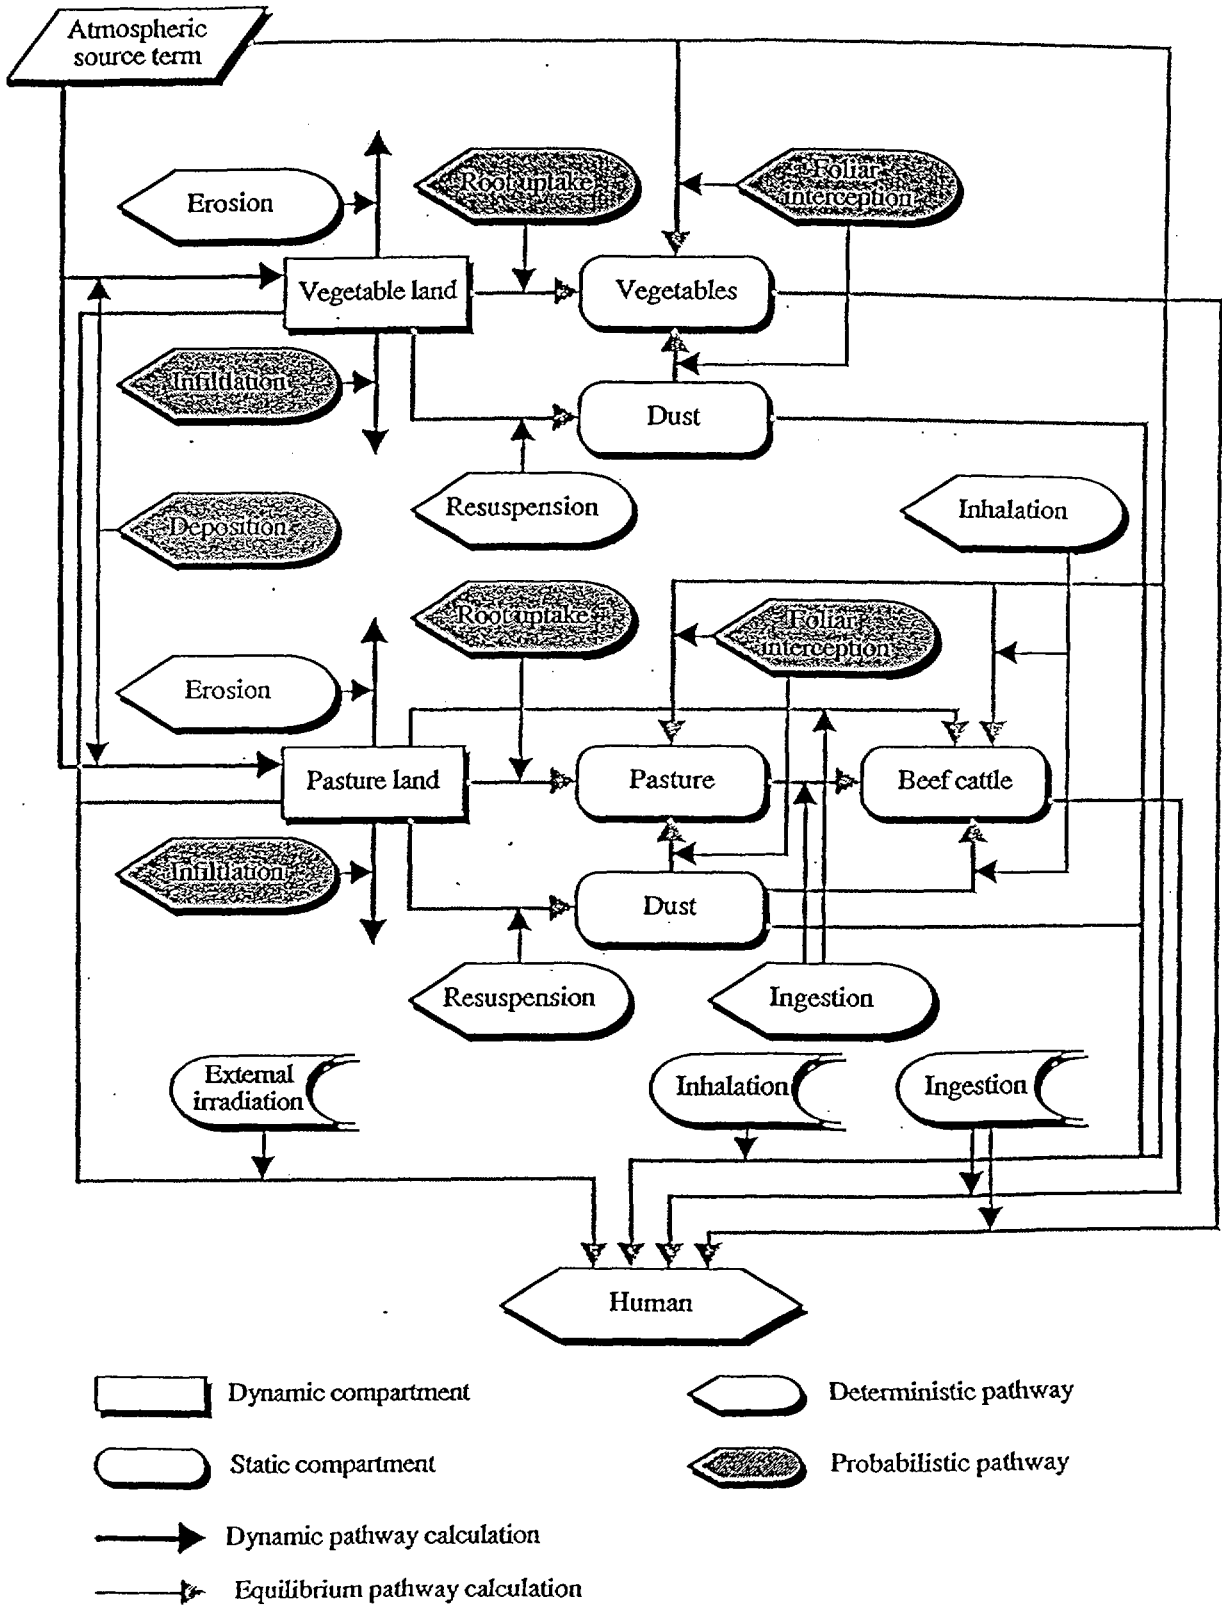 Atmospheric
source term
Erosion
Root uptake
Foliar
interception
Vegetable land
Vegetables
Infiltlation
Dust
Resuspension
Inhalation
Deposition
Root uptake
Foliar
interception
Erosion
Pasture land
Pasture
Beef cattle
Infiltlation
Dust
Resuspension
Ingestion
External
irradiation
Inhalation
Ingestion
Human
Dynamic compartment
Deterministic pathway
Static compartment
Probabilistic pathway
Dynamic pathway calculation
Equilibrium pathway calculation